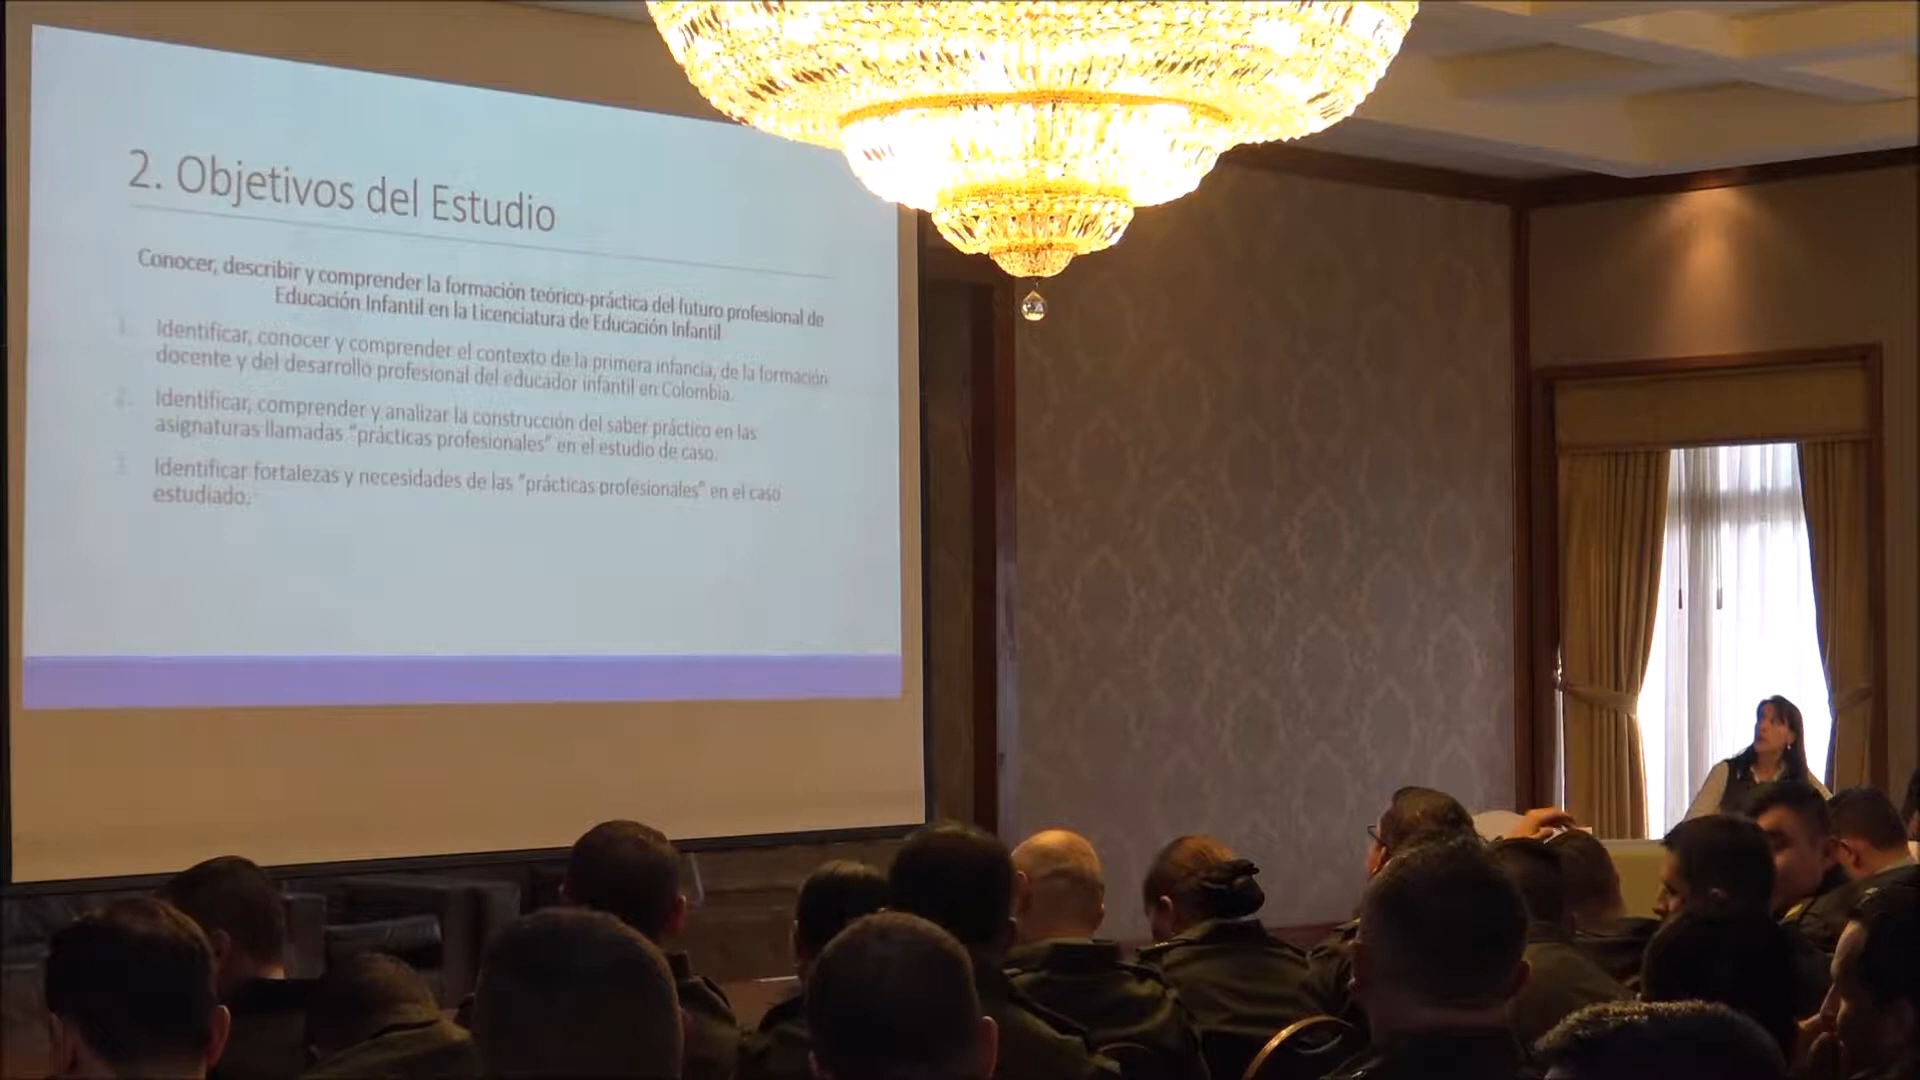 2. Objetivos del Estudio
Conocer, describir y comprender la formación teórico-práctica del futuro profesional de
Educación Infantil en la Licenciatura de Educación Infantil
1. Identificar, conocer y comprender el contexto de la primera infancia, de la formación
docente y del desarrollo profesional del educador infantil en Colombia.
2. Identificar, comprender y analizar la construcción del saber práctico en las
asignaturas llamadas "prácticas profesionales" en el estudio de caso.
3. Identificar fortalezas y necesidades de las "prácticas profesionales" en el caso
estudiado.